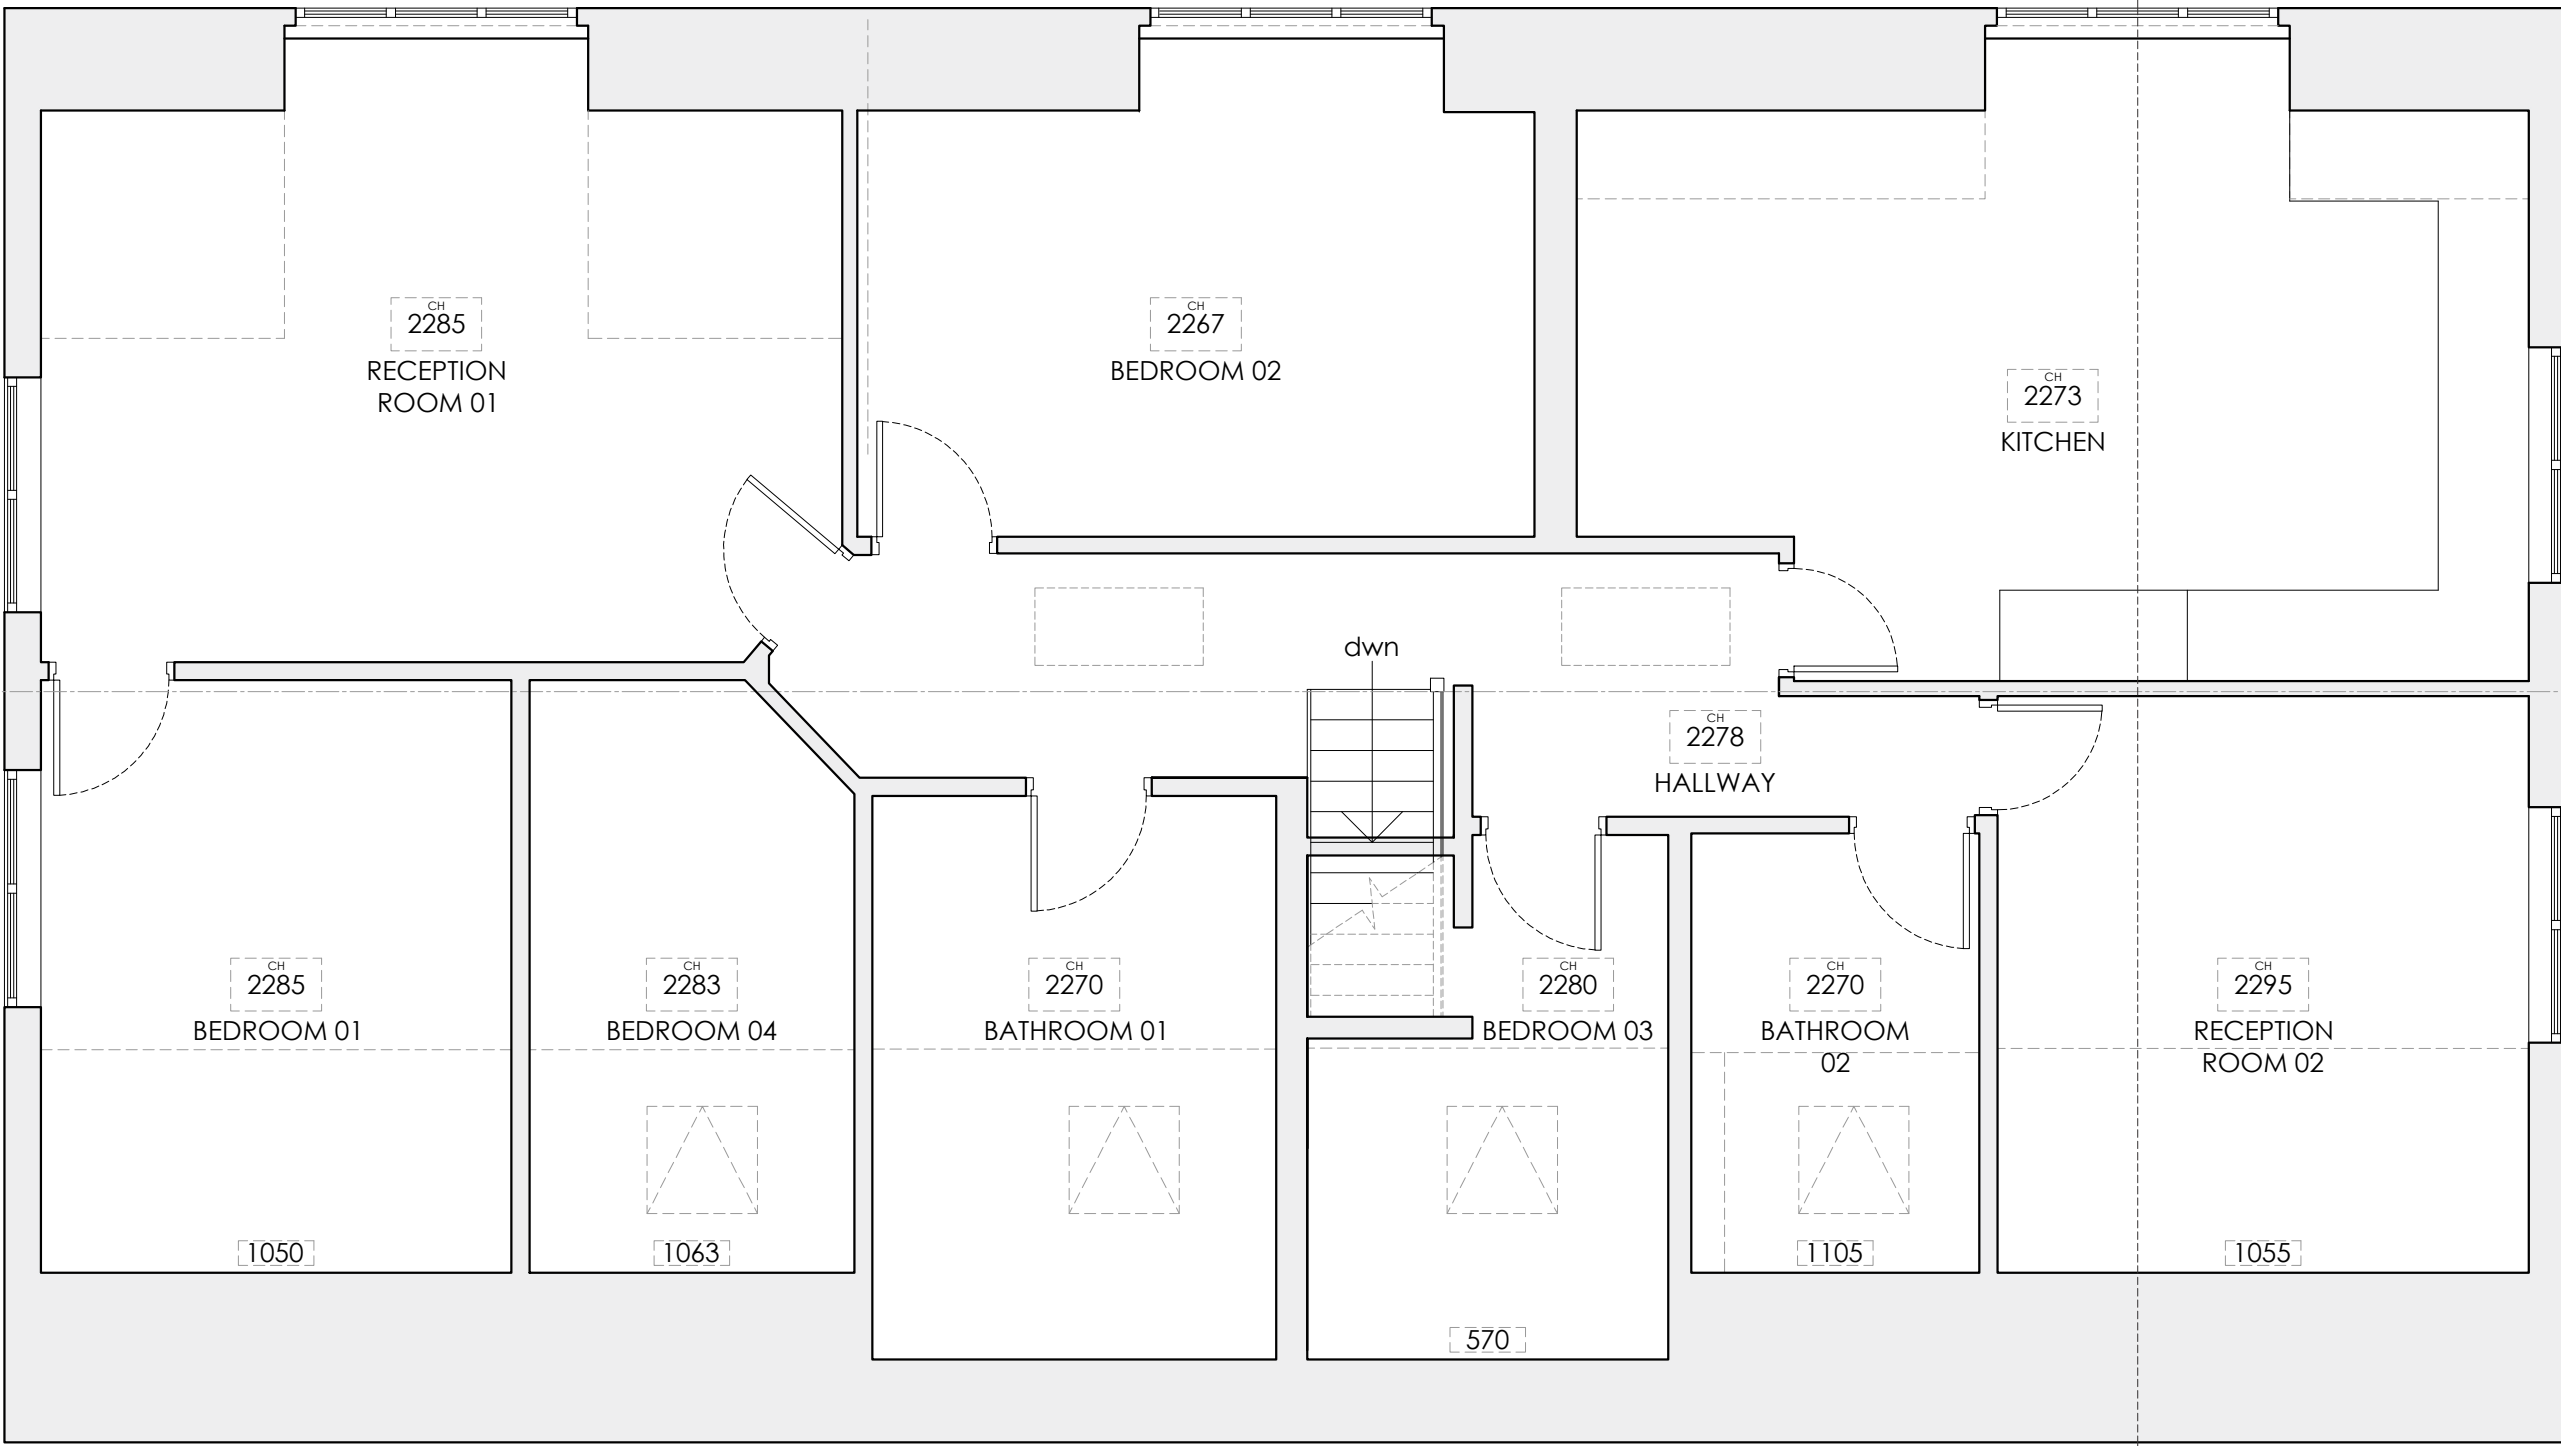 CH
2285
RECEPTION
ROOM 01
CH
2267
BEDROOM 02
CH
2273
KITCHEN
dwn
CH
2278
HALLWAY
CH
2285
BEDROOM 01
CH
2283
BEDROOM 04
CH
2270
BATHROOM 01
CH
2280
BEDROOM 03
CH
2270
BATHROOM
02
CH
2295
RECEPTION
ROOM 02
1050
1063
570
1105
1055